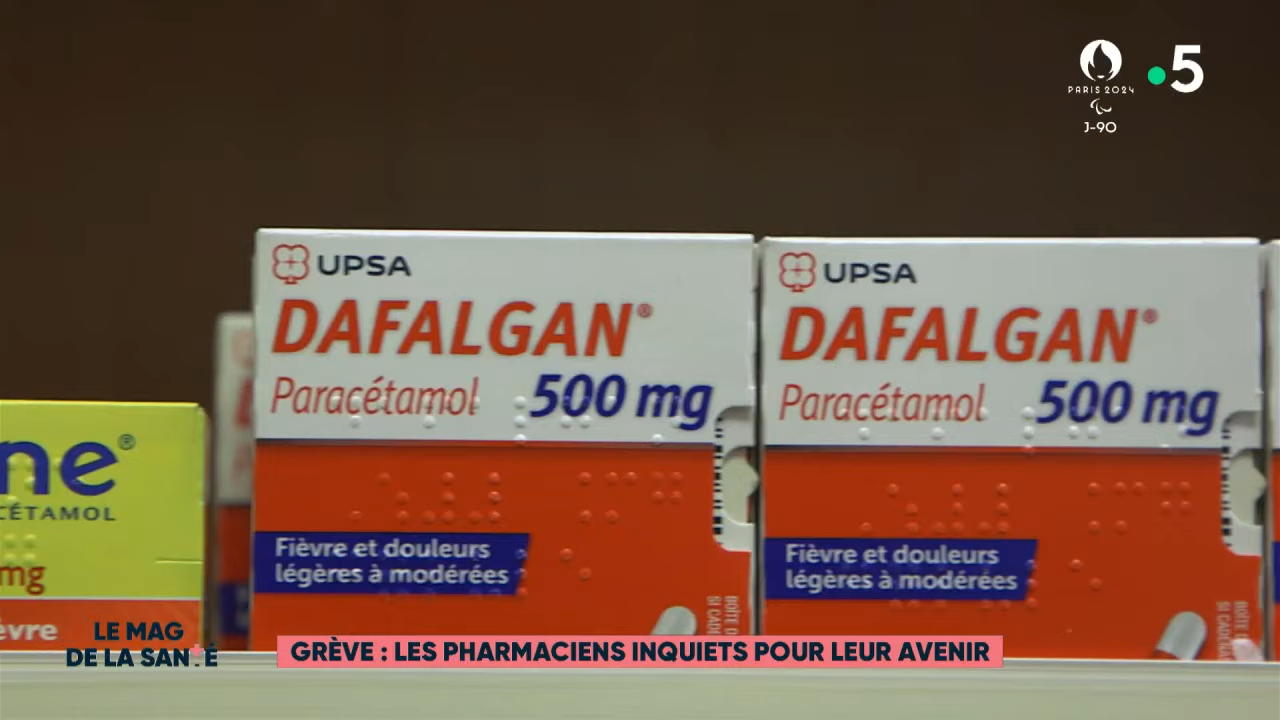 PARIS 2024
5
J-90
UPSA
DAFALGAN®
Paracétamol 500 mg
Fièvre et douleurs
légères à modérées
UPSA
DAFALGAN®
Paracétamol 500 mg
Fièvre et douleurs
légères à modérées
ne®
CÉTAMOL
mg
èvre
LE MAG
DE LA SANTÉ
GRÈVE : LES PHARMACIENS INQUIETS POUR LEUR AVENIR